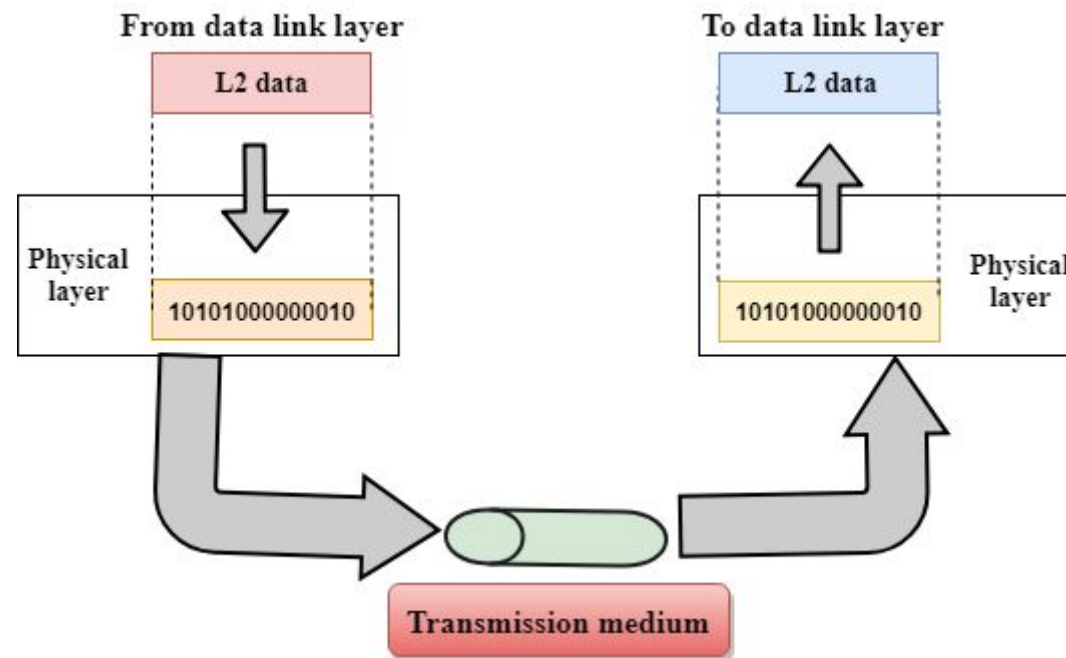 From data link layer
To data link layer
L2 data
L2 data
Physical
layer
Physical
layer
10101000000010
10101000000010
Transmission medium